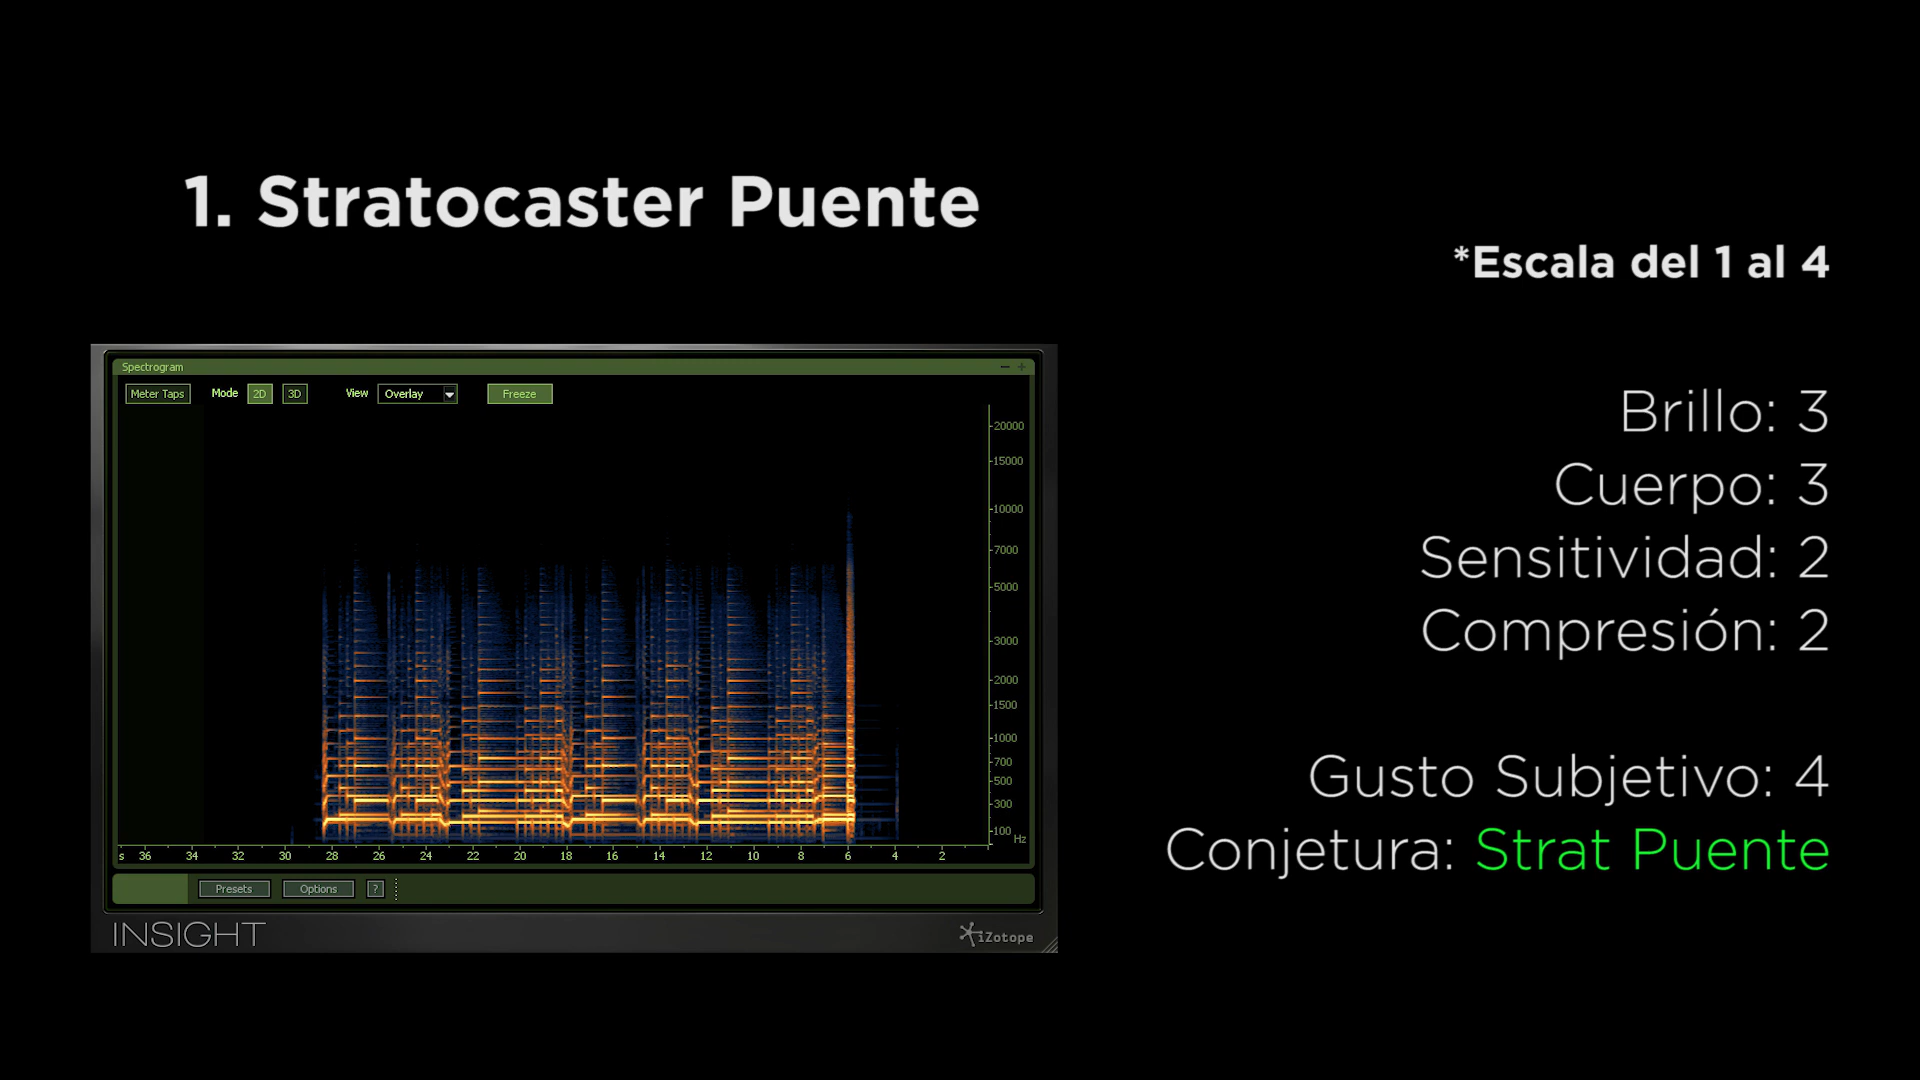 1. Stratocaster Puente
*Escala del 1 al 4
Spectrogram
Meter Taps Mode 2D 3D View Overlay Freeze
20000
15000
10000
7000
5000
3000
2000
1500
1000
700
500
300
100
Hz
s 36 34 32 30 28 26 24 22 20 18 16 14 12 10 8 6 4 2
Presets Options ?
INSIGHT
iZotope
Brillo: 3
Cuerpo: 3
Sensitividad: 2
Compresión: 2
Gusto Subjetivo: 4
Conjetura: Strat Puente